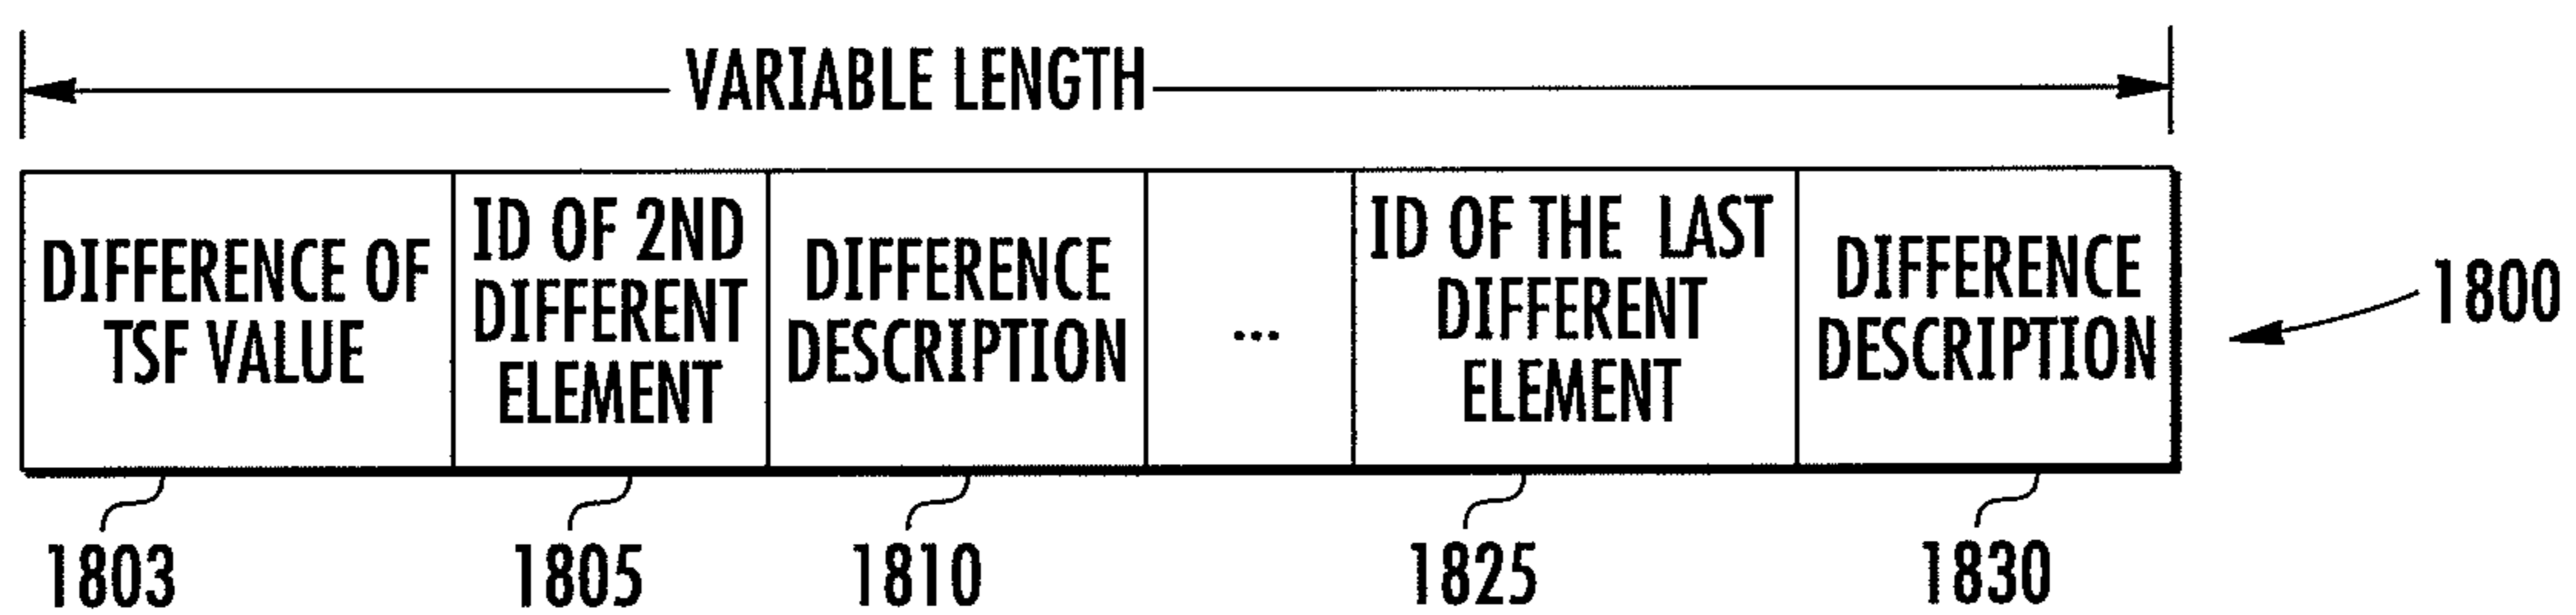 VARIABLE LENGTH
DIFFERENCE OF
TSF VALUE
ID OF 2ND
DIFFERENT
ELEMENT
DIFFERENCE
DESCRIPTION
...
ID OF THE LAST
DIFFERENT
ELEMENT
DIFFERENCE
DESCRIPTION
1800
1803
1805
1810
1825
1830